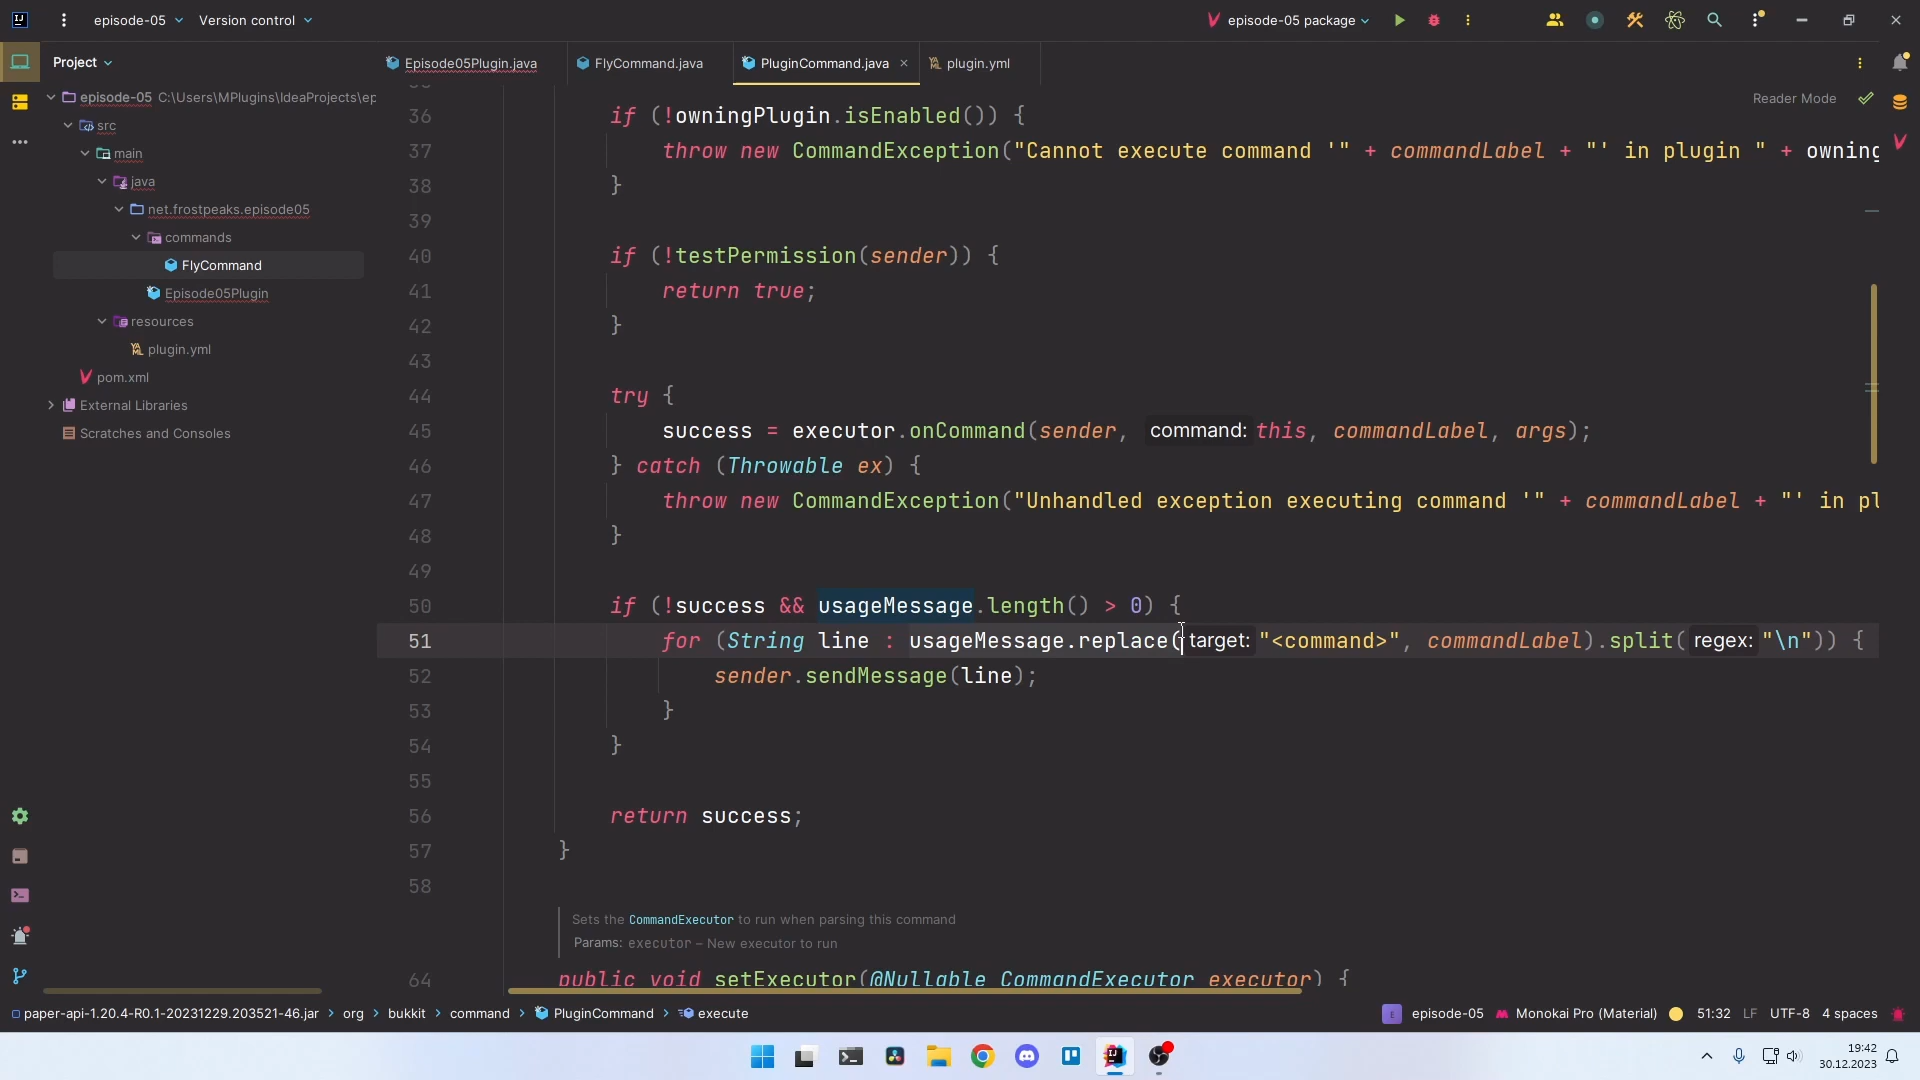 episode-05
Version control
episode-05 package
Project
Episode05Plugin.java
FlyCommand.java
PluginCommand.java
plugin.yml
Reader Mode
episode-05 C:\Users\MPlugins\IdeaProjects\ep
src
main
java
net.frostpeaks.episode05
commands
FlyCommand
Episode05Plugin
resources
plugin.yml
pom.xml
External Libraries
Scratches and Consoles
36 if (!owningPlugin.isEnabled()) {
37 throw new CommandException("Cannot execute command '" + commandLabel + "' in plugin " + owning
38 }
39
40 if (!testPermission(sender)) {
41 return true;
42 }
43
44 try {
45 success = executor.onCommand(sender, command: this, commandLabel, args);
46 } catch (Throwable ex) {
47 throw new CommandException("Unhandled exception executing command '" + commandLabel + "' in pl
48 }
49
50 if (!success && usageMessage.length() > 0) {
51 for (String line : usageMessage.replace( target: "<command>", commandLabel).split( regex: "\n")) {
52 sender.sendMessage(line);
53 }
54 }
55
56 return success;
57 }
58
Sets the CommandExecutor to run when parsing this command
Params: executor – New executor to run
64 public void setExecutor(@Nullable CommandExecutor executor) {
paper-api-1.20.4-R0.1-20231229.203521-46.jar > org > bukkit > command > PluginCommand > execute
episode-05 Monokai Pro (Material) 51:32 LF UTF-8 4 spaces
19:42
30.12.2023